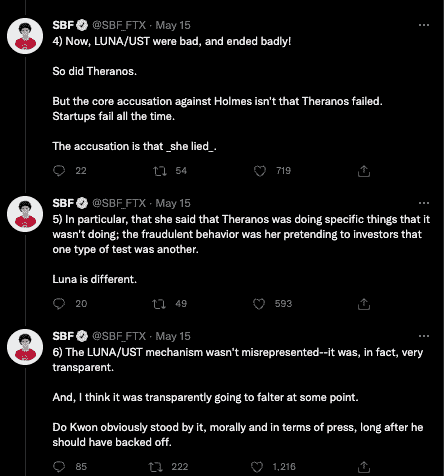 SBF @SBF_FTX · May 15
4) Now, LUNA/UST were bad, and ended badly!
So did Theranos.
But the core accusation against Holmes isn't that Theranos failed.
Startups fail all the time.
The accusation is that _she lied_.
22 54 719
SBF @SBF_FTX · May 15
5) In particular, that she said that Theranos was doing specific things that it
wasn't doing; the fraudulent behavior was her pretending to investors that
one type of test was another.
Luna is different.
20 49 593
SBF @SBF_FTX · May 15
6) The LUNA/UST mechanism wasn't misrepresented--it was, in fact, very
transparent.
And, I think it was transparently going to falter at some point.
Do Kwon obviously stood by it, morally and in terms of press, long after he
should have backed off.
85 222 1,216